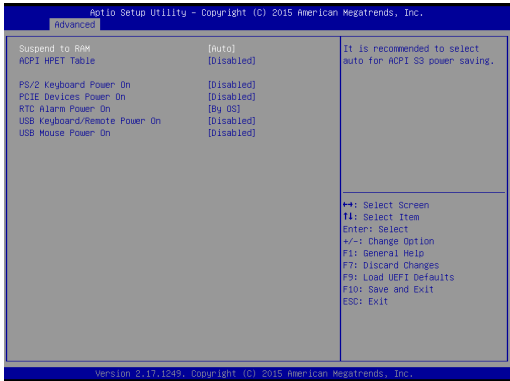 Aptio Setup Utility – Copyright (C) 2015 American Megatrends, Inc.
Advanced
Suspend to RAM [Auto]
ACPI HPET Table [Disabled]
PS/2 Keyboard Power On [Disabled]
PCIE Devices Power On [Disabled]
RTC Alarm Power On [By OS]
USB Keyboard/Remote Power On [Disabled]
USB Mouse Power On [Disabled]
It is recommended to select
auto for ACPI S3 power saving.
↔: Select Screen
↑↓: Select Item
Enter: Select
+/-: Change Option
F1: General Help
F7: Discard Changes
F9: Load UEFI Defaults
F10: Save and Exit
ESC: Exit
Version 2.17.1249. Copyright (C) 2015 American Megatrends, Inc.